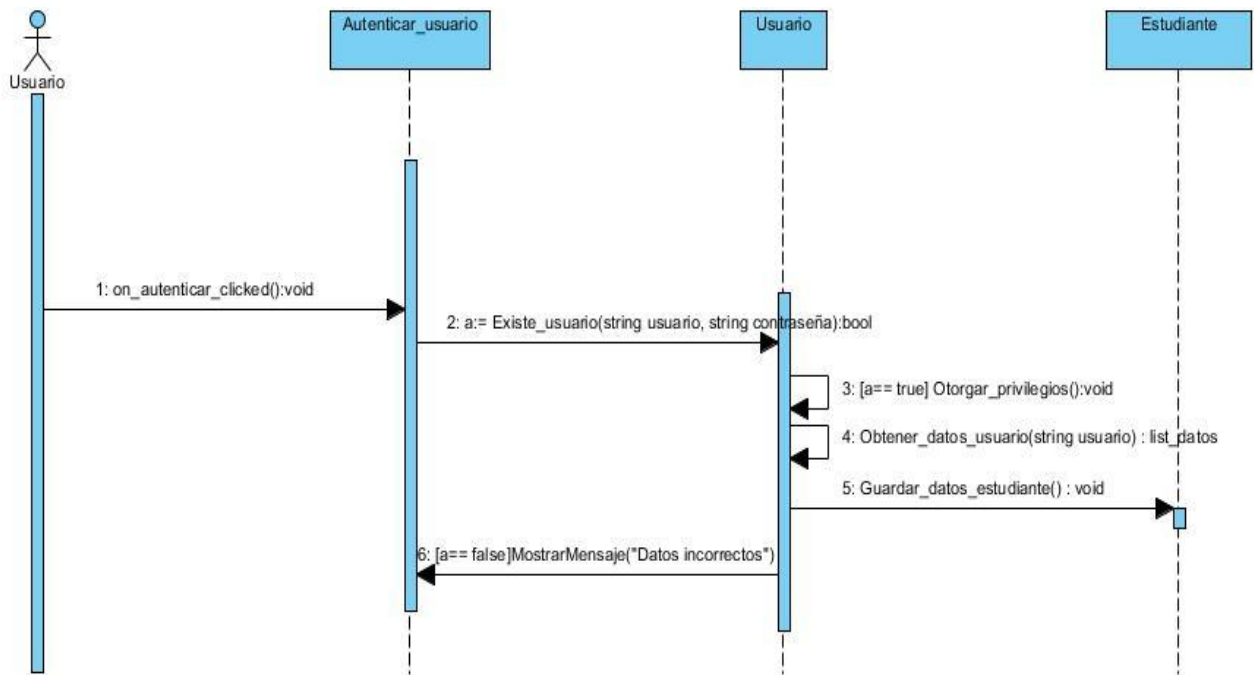 Autenticar_usuario
Usuario
Estudiante
Usuario
1: on_autenticar_clicked():void
2: a:= Existe_usuario(string usuario, string contraseña):bool
3: [a== true] Otorgar_privilegios():void
4: Obtener_datos_usuario(string usuario) : list_datos
5: Guardar_datos_estudiante() : void
6: [a== false]MostrarMensaje("Datos incorrectos")